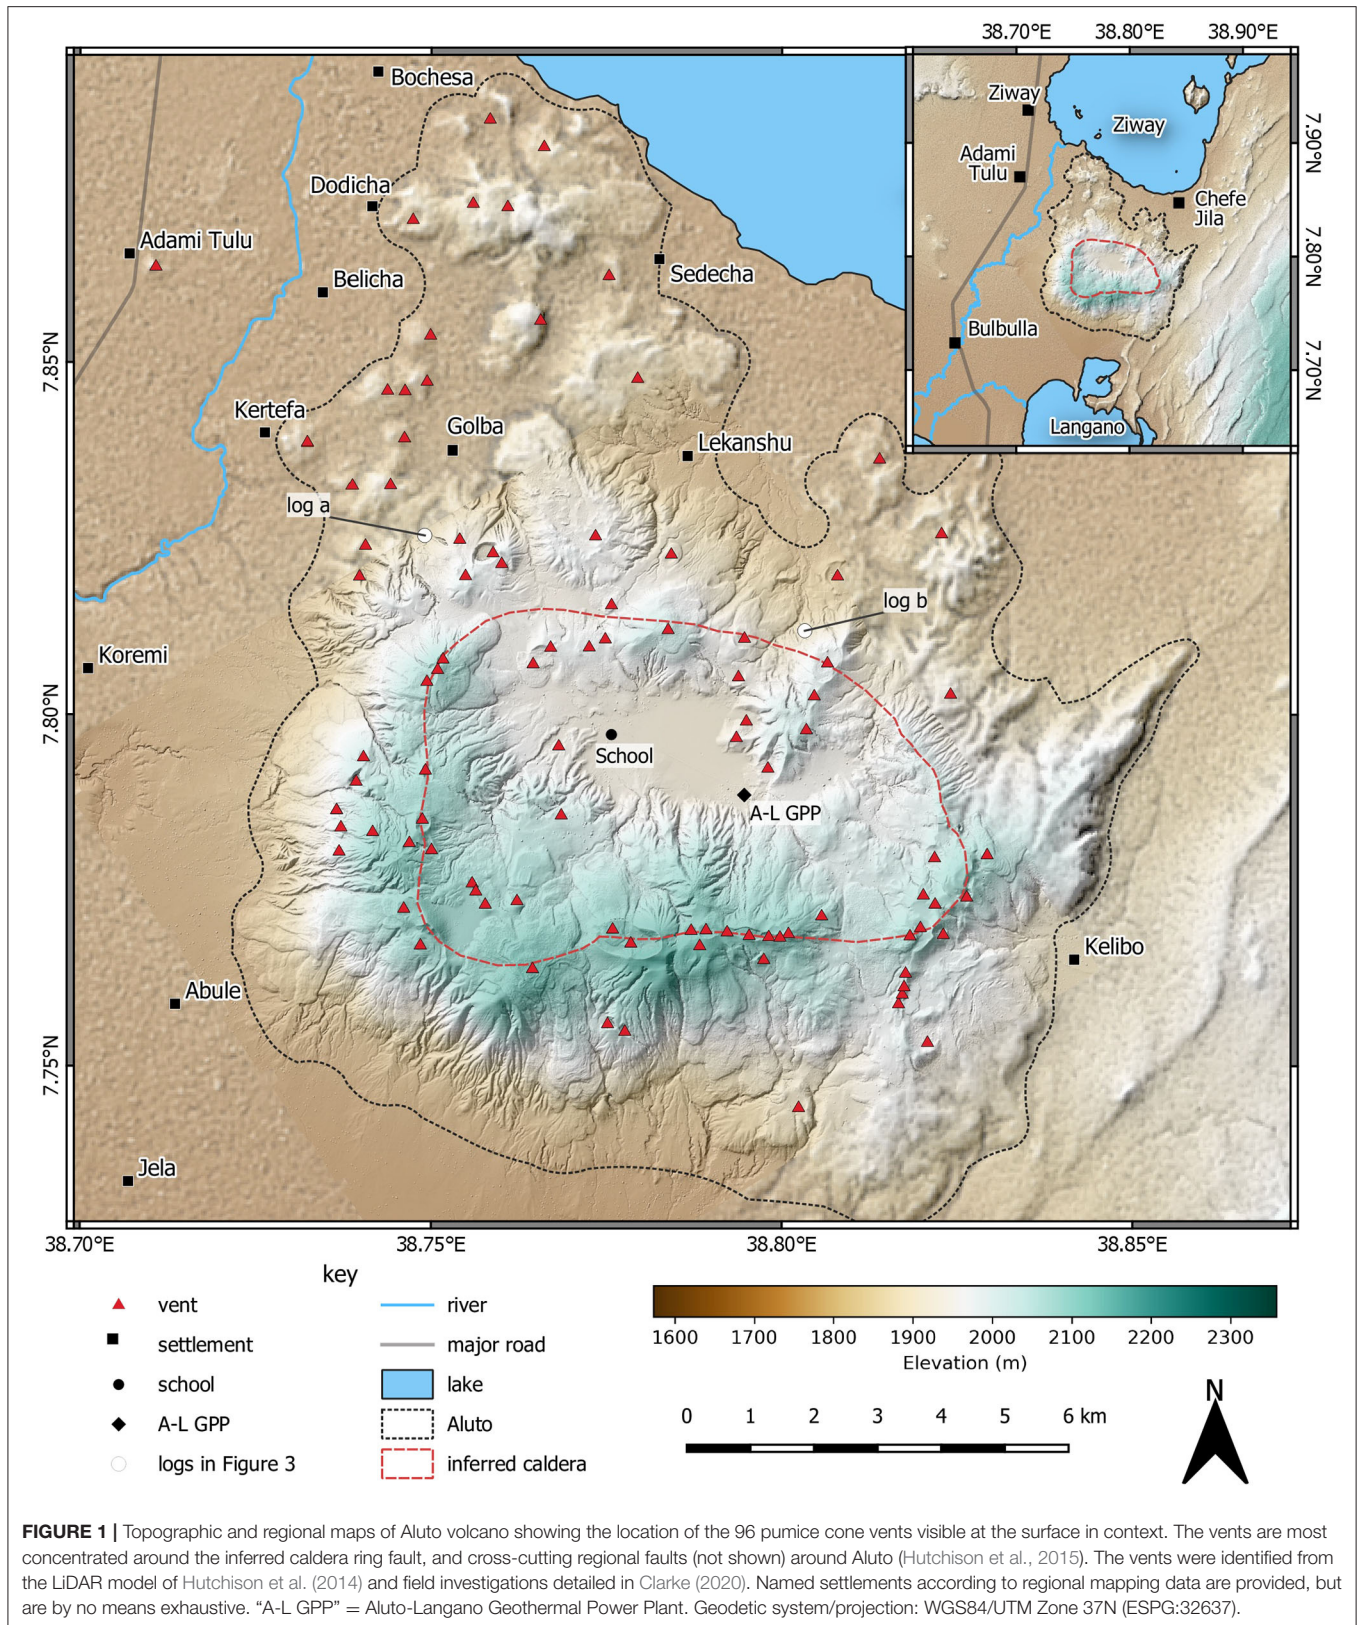 38.70°E
38.80°E
38.90°E
Bochesa
Ziway
Ziway
7.90°N
Adami
Tulu
Dodicha
Chefe
Jila
Adami Tulu
Sedecha
Belicha
7.80°N
Bulbulla
7.85°N
7.70°N
Kertefa
Golba
Lekanshu
Langano
log a
log b
Koremi
7.80°N
School
A-L GPP
Kelibo
Abule
7.75°N
Jela
38.70°E
38.75°E
38.80°E
38.85°E
key
vent
river
settlement
major road
1600 1700 1800 1900 2000 2100 2200 2300
Elevation (m)
school
lake
N
A-L GPP
Aluto
0 1 2 3 4 5 6 km
logs in Figure 3
inferred caldera
FIGURE 1 | Topographic and regional maps of Aluto volcano showing the location of the 96 pumice cone vents visible at the surface in context. The vents are most
concentrated around the inferred caldera ring fault, and cross-cutting regional faults (not shown) around Aluto (Hutchison et al., 2015). The vents were identified from
the LiDAR model of Hutchison et al. (2014) and field investigations detailed in Clarke (2020). Named settlements according to regional mapping data are provided, but
are by no means exhaustive. “A-L GPP” = Aluto-Langano Geothermal Power Plant. Geodetic system/projection: WGS84/UTM Zone 37N (ESPG:32637).